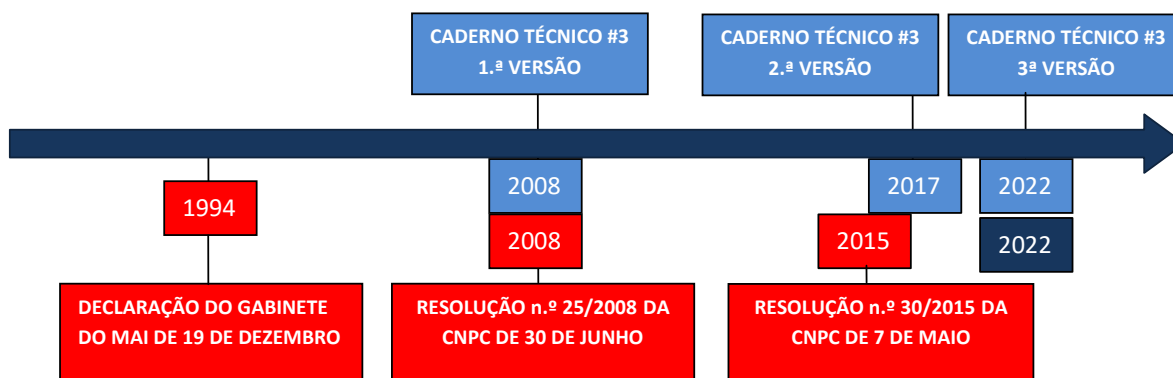 CADERNO TÉCNICO #3
1.ª VERSÃO
CADERNO TÉCNICO #3
2.ª VERSÃO
CADERNO TÉCNICO #3
3ª VERSÃO
1994
2008
2008
2017
2015
2022
2022
DECLARAÇÃO DO GABINETE
DO MAI DE 19 DE DEZEMBRO
RESOLUÇÃO n.º 25/2008 DA
CNPC DE 30 DE JUNHO
RESOLUÇÃO n.º 30/2015 DA
CNPC DE 7 DE MAIO